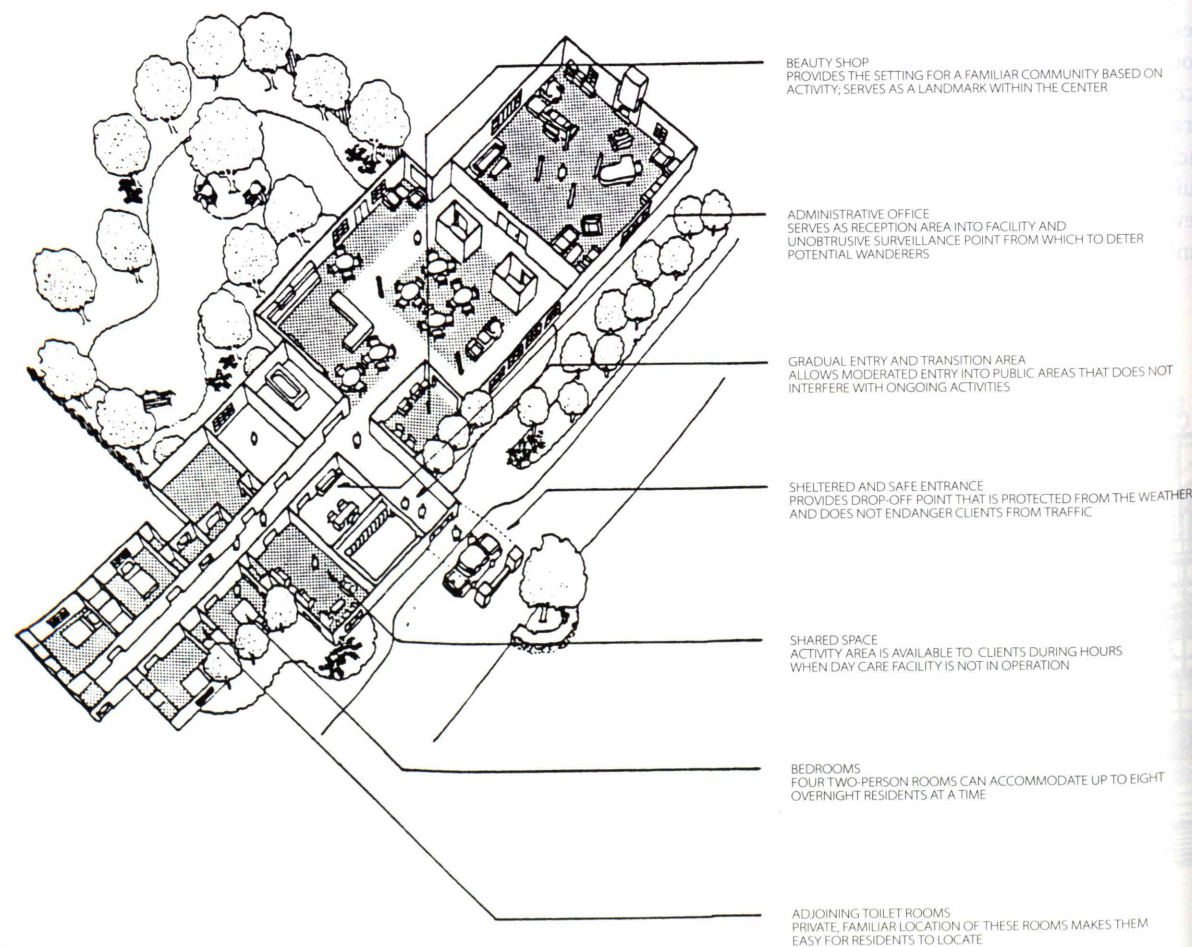 BEAUTY SHOP
PROVIDES THE SETTING FOR A FAMILIAR COMMUNITY BASED ON
ACTIVITY; SERVES AS A LANDMARK WITHIN THE CENTER
ADMINISTRATIVE OFFICE
SERVES AS RECEPTION AREA INTO FACILITY AND
UNOBTRUSIVE SURVEILLANCE POINT FROM WHICH TO DETER
POTENTIAL WANDERERS
GRADUAL ENTRY AND TRANSITION AREA
ALLOWS MODERATED ENTRY INTO PUBLIC AREAS THAT DOES NOT
INTERFERE WITH ONGOING ACTIVITIES
SHELTERED AND SAFE ENTRANCE
PROVIDES DROP-OFF POINT THAT IS PROTECTED FROM THE WEATHER
AND DOES NOT ENDANGER CLIENTS FROM TRAFFIC
SHARED SPACE
ACTIVITY AREA IS AVAILABLE TO CLIENTS DURING HOURS
WHEN DAY CARE FACILITY IS NOT IN OPERATION
BEDROOMS
FOUR TWO-PERSON ROOMS CAN ACCOMMODATE UP TO EIGHT
OVERNIGHT RESIDENTS AT A TIME
ADJOINING TOILET ROOMS
PRIVATE, FAMILIAR LOCATION OF THESE ROOMS MAKES THEM
EASY FOR RESIDENTS TO LOCATE